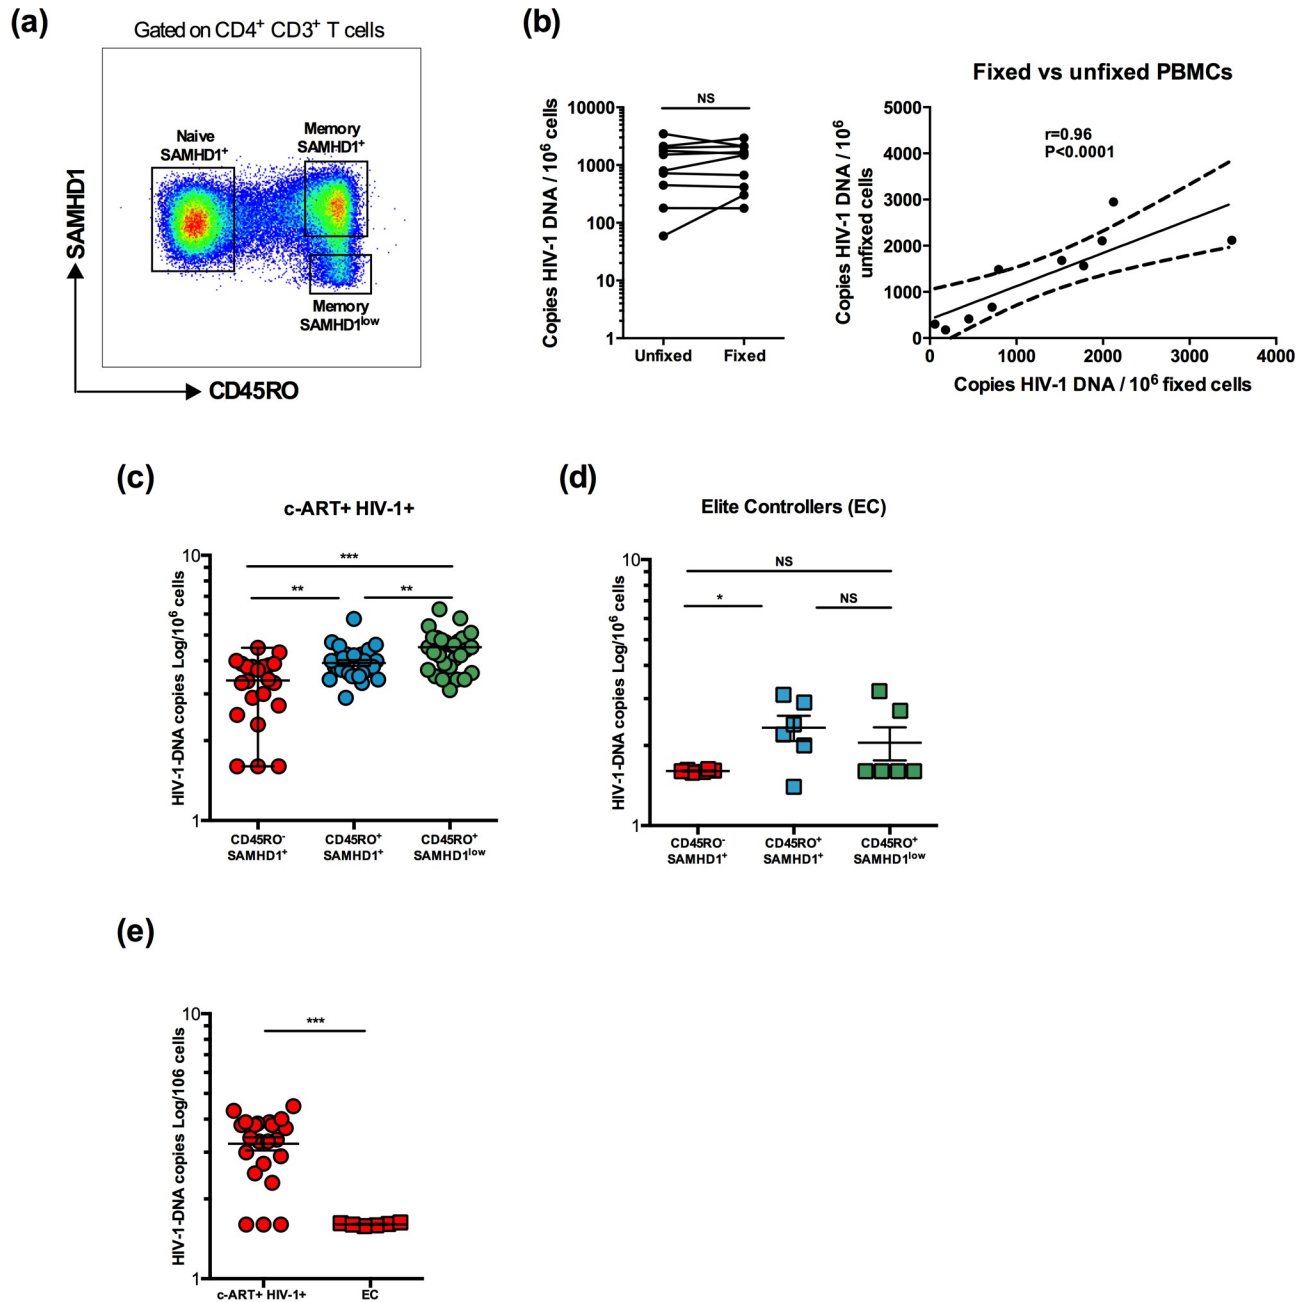 (a)
Gated on CD4⁺ CD3⁺ T cells
Naive
SAMHD1⁺
Memory
SAMHD1⁺
Memory
SAMHD1ˡᵒʷ
SAMHD1
CD45RO
(b)
NS
Copies HIV-1 DNA / 10⁶ cells
10000
1000
100
10
1
Unfixed
Fixed
Fixed vs unfixed PBMCs
r=0.96
P<0.0001
Copies HIV-1 DNA / 10⁶
unfixed cells
5000
4000
3000
2000
1000
0
0
1000
2000
3000
4000
Copies HIV-1 DNA / 10⁶ fixed cells
(c)
c-ART+ HIV-1+
HIV-1-DNA copies Log/10⁶ cells
10
1
***
**
**
CD45RO⁻
SAMHD1⁺
CD45RO⁺
SAMHD1⁺
CD45RO⁺
SAMHD1ˡᵒʷ
(d)
Elite Controllers (EC)
HIV-1-DNA copies Log/10⁶ cells
10
1
NS
*
NS
CD45RO⁻
SAMHD1⁺
CD45RO⁺
SAMHD1⁺
CD45RO⁺
SAMHD1ˡᵒʷ
(e)
HIV-1-DNA copies Log/106 cells
10
1
***
c-ART+ HIV-1+
EC